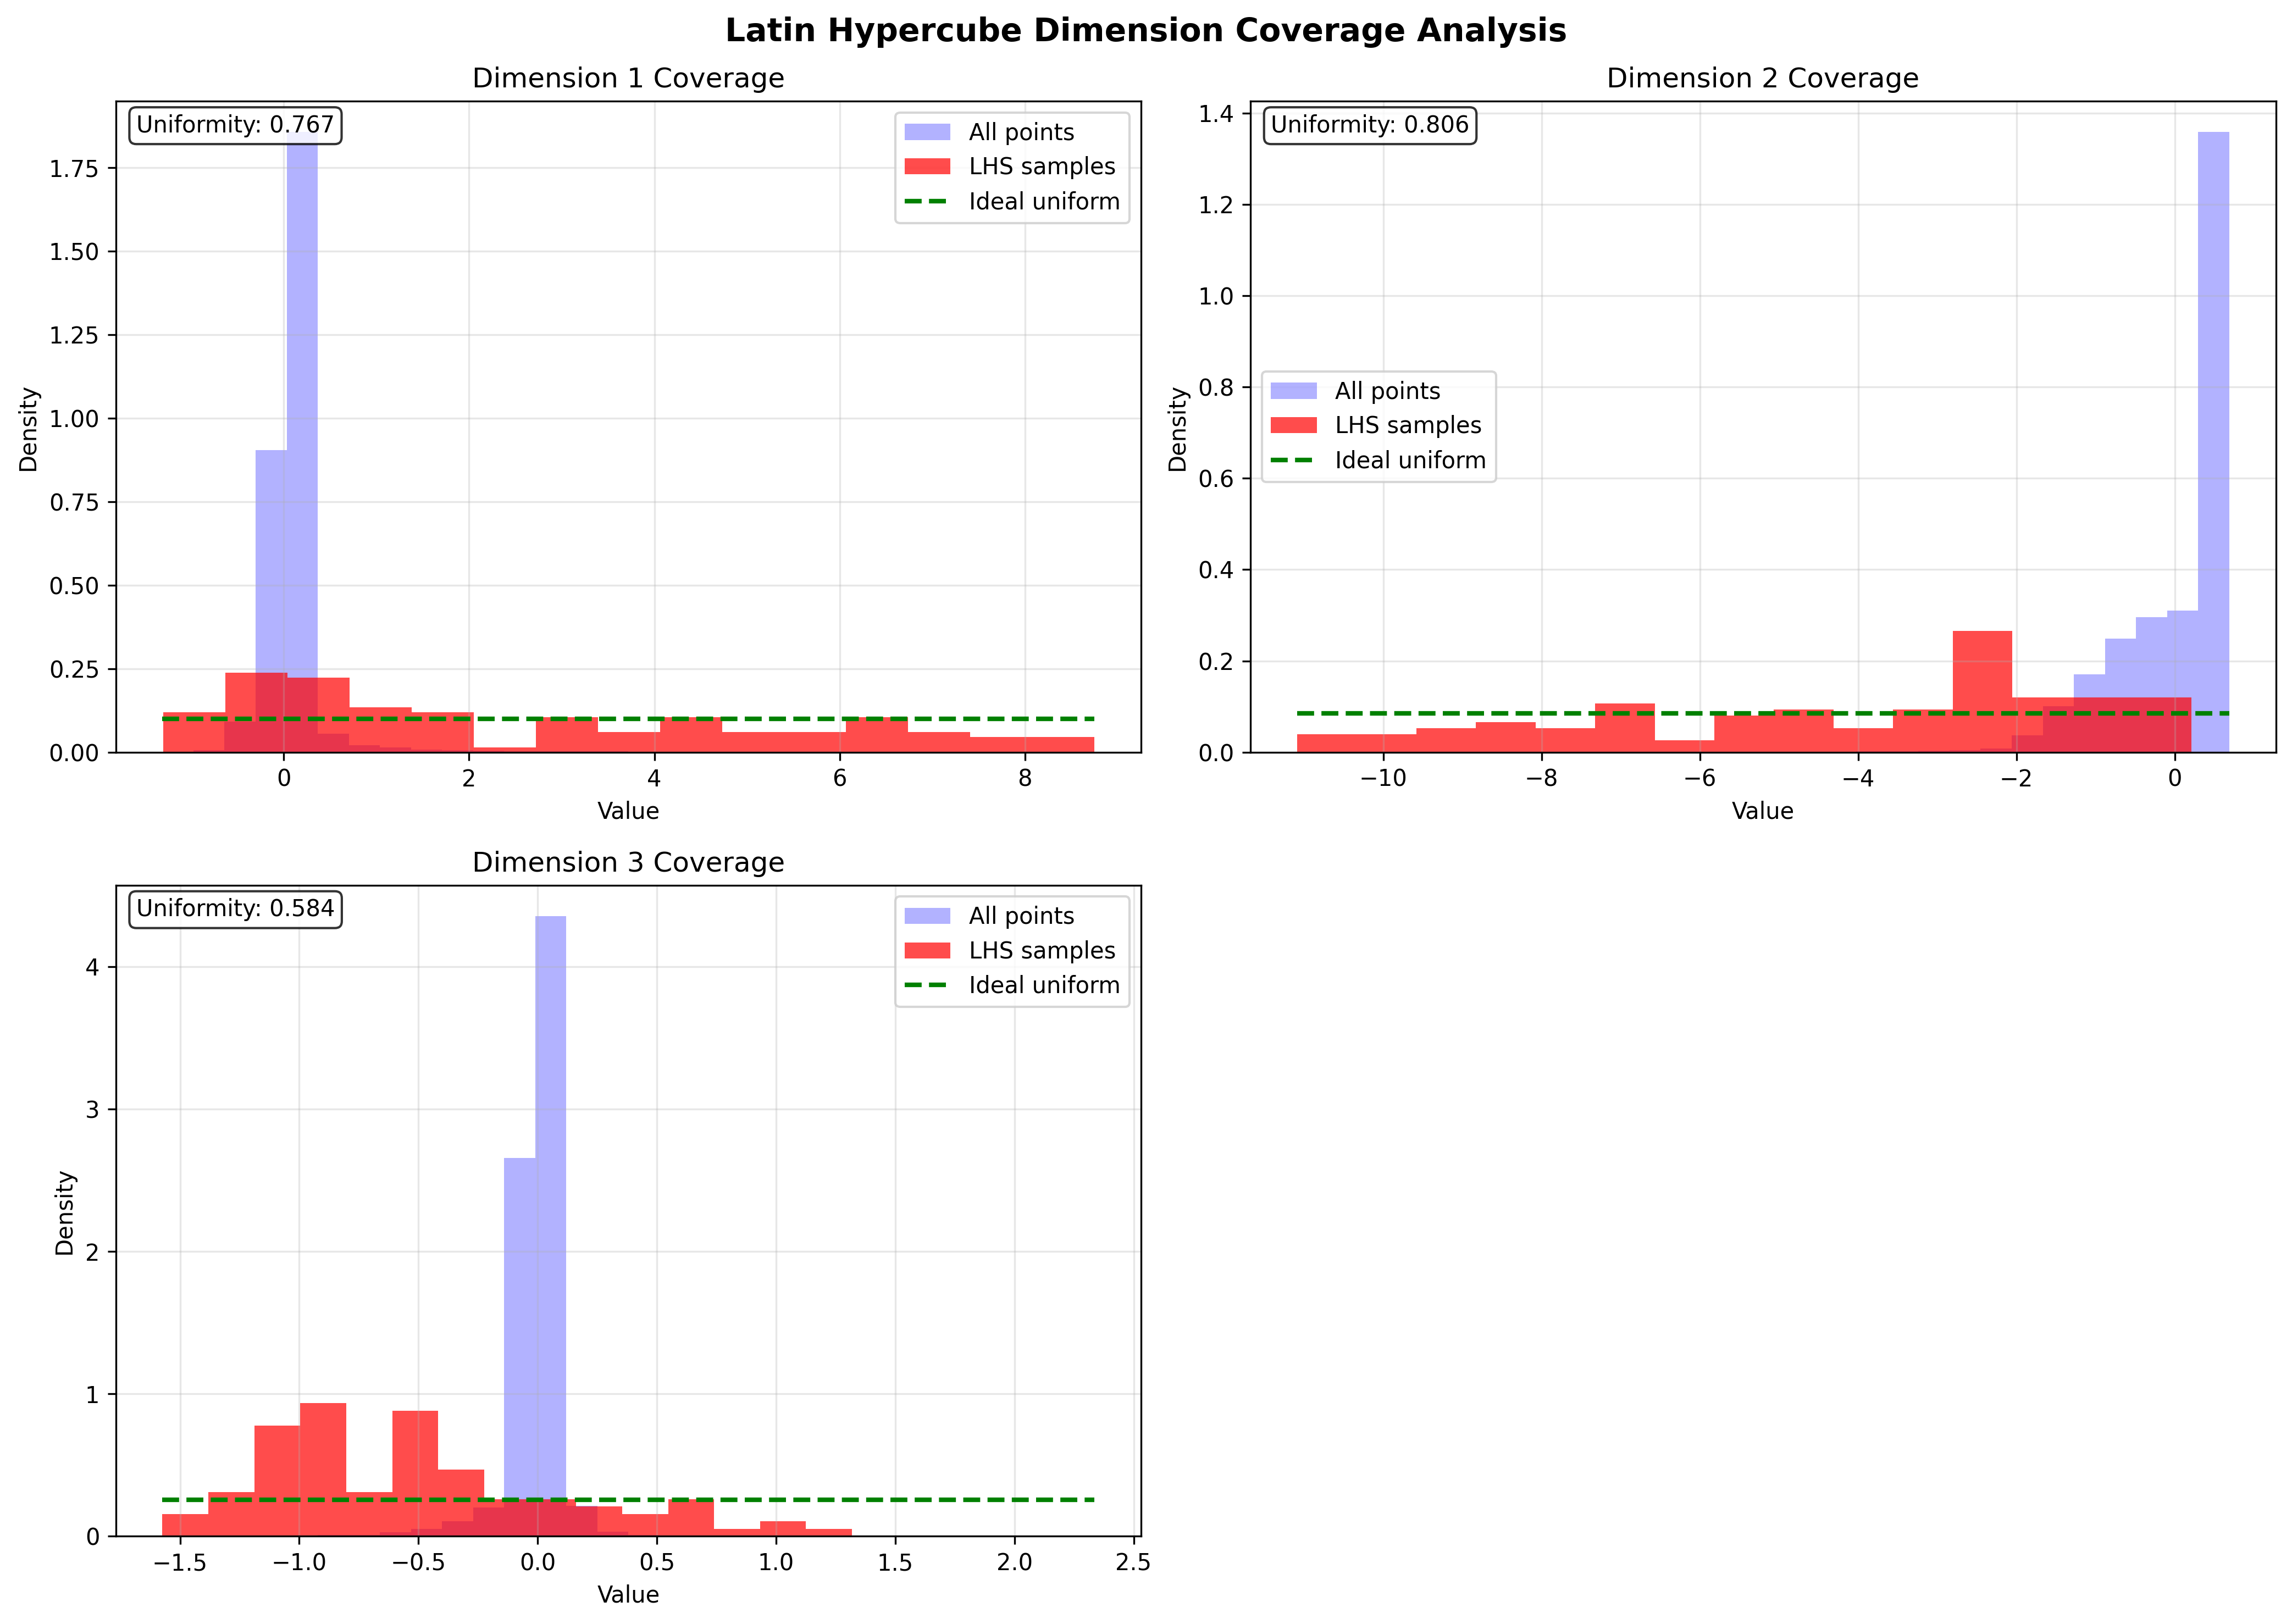 Latin Hypercube Dimension Coverage Analysis
Dimension 1 Coverage
Uniformity: 0.767
All points
LHS samples
Ideal uniform
1.75
1.50
1.25
1.00
0.75
0.50
0.25
0.00
Density
0 2 4 6 8
Value
Dimension 2 Coverage
Uniformity: 0.806
All points
LHS samples
Ideal uniform
1.4
1.2
1.0
0.8
0.6
0.4
0.2
0.0
Density
−10 −8 −6 −4 −2 0
Value
Dimension 3 Coverage
Uniformity: 0.584
All points
LHS samples
Ideal uniform
4
3
2
1
0
Density
−1.5 −1.0 −0.5 0.0 0.5 1.0 1.5 2.0 2.5
Value